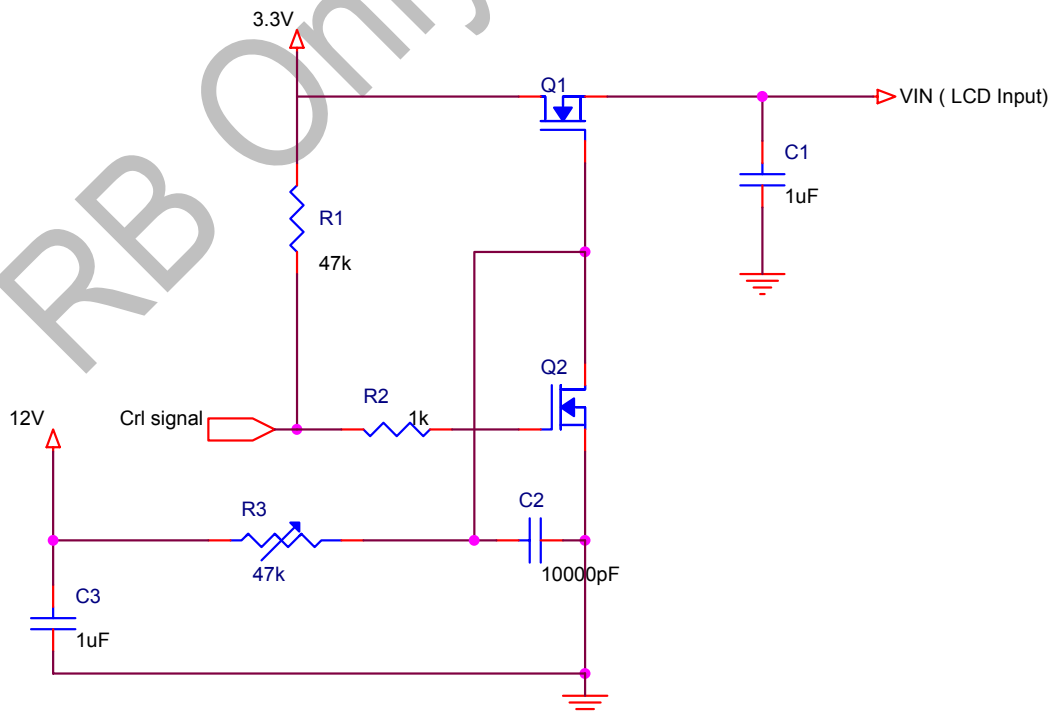 RB Only
3.3V
Q1
VIN ( LCD Input)
C1
1uF
R1
47k
Q2
R2
1k
12V
Crl signal
R3
47k
C2
10000pF
C3
1uF